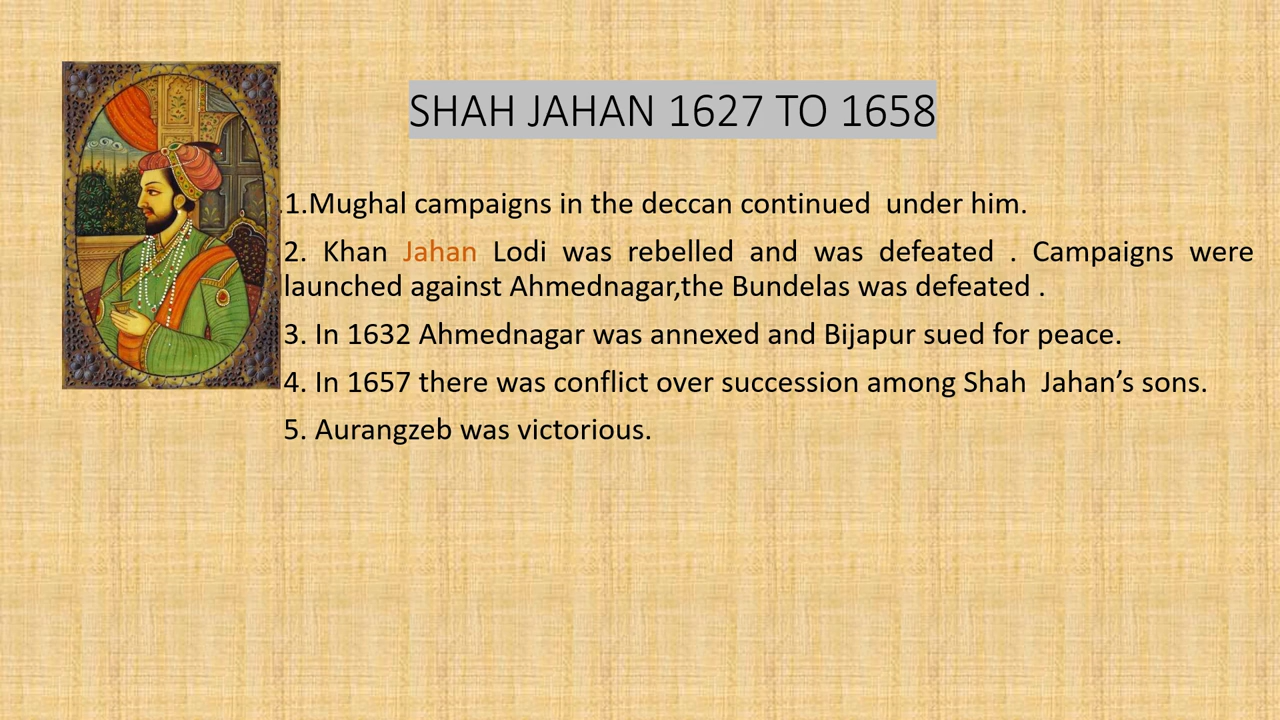 SHAH JAHAN 1627 TO 1658
.1.Mughal campaigns in the deccan continued  under him.
2. Khan Jahan Lodi was rebelled and was defeated . Campaigns were
launched against Ahmednagar,the Bundelas was defeated .
3. In 1632 Ahmednagar was annexed and Bijapur sued for peace.
4. In 1657 there was conflict over succession among Shah  Jahan’s sons.
5. Aurangzeb was victorious.